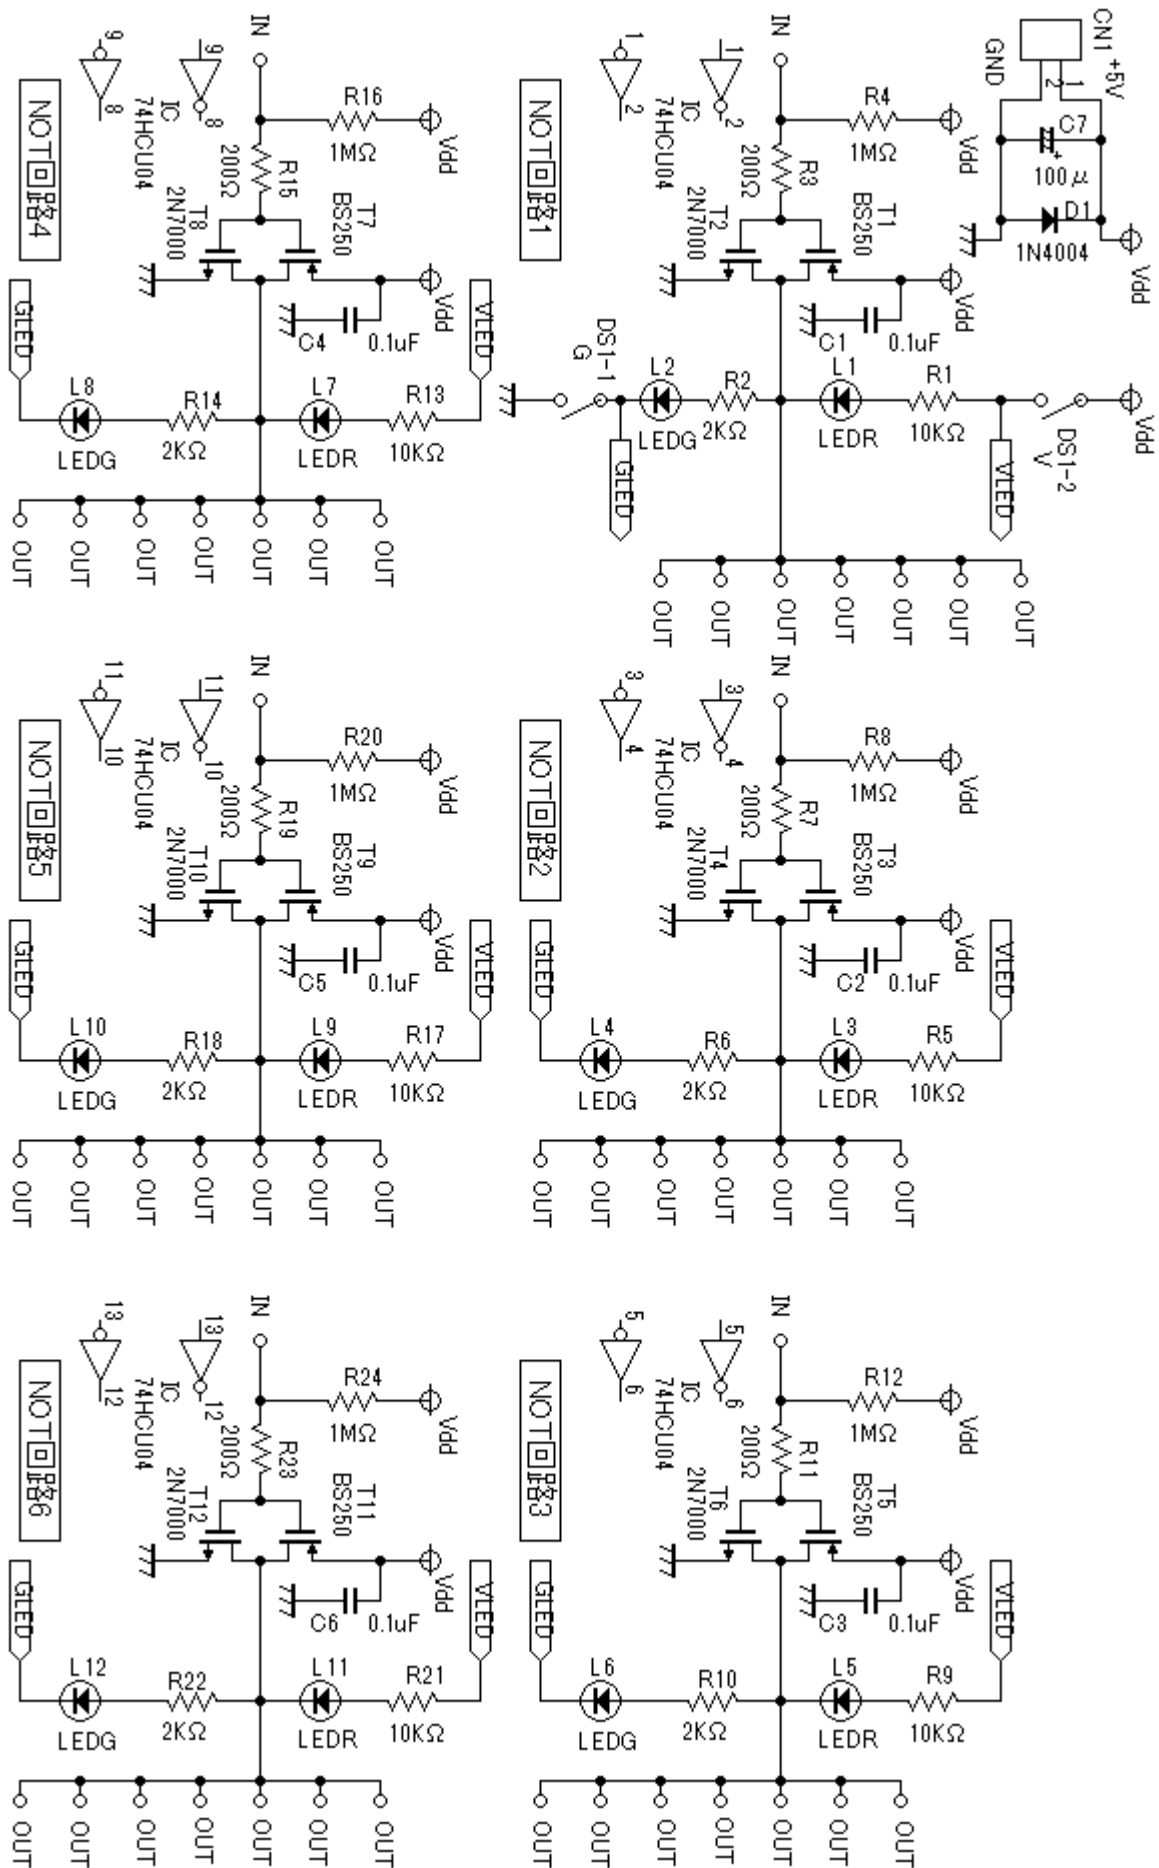 CN1 +5V
1
2
GND
C7
+
100μ
D1
1N4004
Vdd
IN
R4
1MΩ
Vdd
R3
200Ω
1
2
1
2
IC
74HCU04
T1
BS250
T2
2N7000
Vdd
C1
0.1uF
NOT回路1
DS1-1
G
L2
LEDG
R2
2KΩ
L1
LEDR
R1
10KΩ
DS1-2
V
Vdd
GLED
VLED
OUT
OUT
OUT
OUT
OUT
OUT
OUT
IN
R8
1MΩ
Vdd
R7
200Ω
3
4
3
4
IC
74HCU04
T3
BS250
T4
2N7000
Vdd
C2
0.1uF
NOT回路2
GLED
VLED
L4
LEDG
R6
2KΩ
L3
LEDR
R5
10KΩ
OUT
OUT
OUT
OUT
OUT
OUT
OUT
IN
R12
1MΩ
Vdd
R11
200Ω
5
6
5
6
IC
74HCU04
T5
BS250
T6
2N7000
Vdd
C3
0.1uF
NOT回路3
GLED
VLED
L6
LEDG
R10
2KΩ
L5
LEDR
R9
10KΩ
OUT
OUT
OUT
OUT
OUT
OUT
OUT
IN
R16
1MΩ
Vdd
R15
200Ω
9
8
9
8
IC
74HCU04
T7
BS250
T8
2N7000
Vdd
C4
0.1uF
NOT回路4
GLED
VLED
L8
LEDG
R14
2KΩ
L7
LEDR
R13
10KΩ
OUT
OUT
OUT
OUT
OUT
OUT
OUT
IN
R20
1MΩ
Vdd
R19
200Ω
11
10
11
10
IC
74HCU04
T9
BS250
T10
2N7000
Vdd
C5
0.1uF
NOT回路5
GLED
VLED
L10
LEDG
R18
2KΩ
L9
LEDR
R17
10KΩ
OUT
OUT
OUT
OUT
OUT
OUT
OUT
IN
R24
1MΩ
Vdd
R23
200Ω
13
12
13
12
IC
74HCU04
T11
BS250
T12
2N7000
Vdd
C6
0.1uF
NOT回路6
GLED
VLED
L12
LEDG
R22
2KΩ
L11
LEDR
R21
10KΩ
OUT
OUT
OUT
OUT
OUT
OUT
OUT